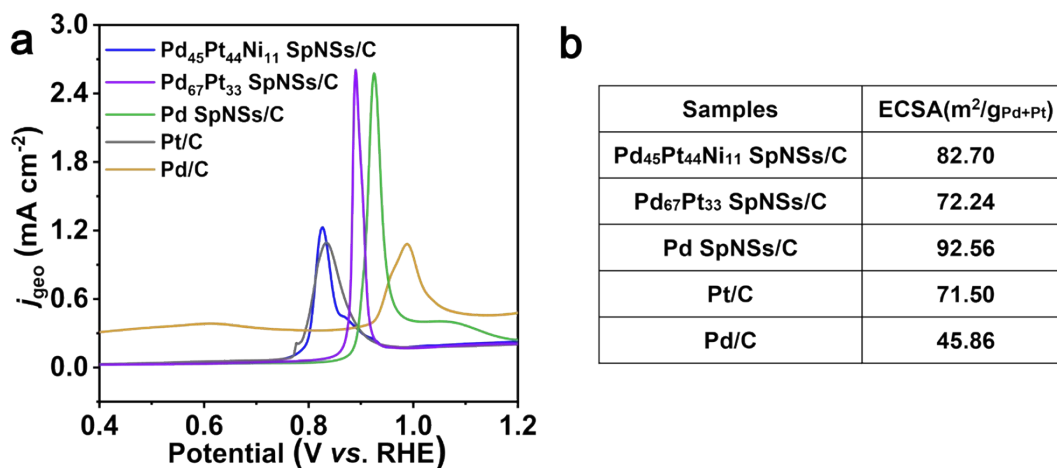 a
3.0
2.4
1.8
1.2
0.6
0.0
j_geo (mA cm⁻²)
Pd₄₅Pt₄₄Ni₁₁ SpNSs/C
Pd₆₇Pt₃₃ SpNSs/C
Pd SpNSs/C
Pt/C
Pd/C
0.4 0.6 0.8 1.0 1.2
Potential (V vs. RHE)
b
Samples ECSA(m²/gPd+Pt)
Pd₄₅Pt₄₄Ni₁₁ SpNSs/C 82.70
Pd₆₇Pt₃₃ SpNSs/C 72.24
Pd SpNSs/C 92.56
Pt/C 71.50
Pd/C 45.86